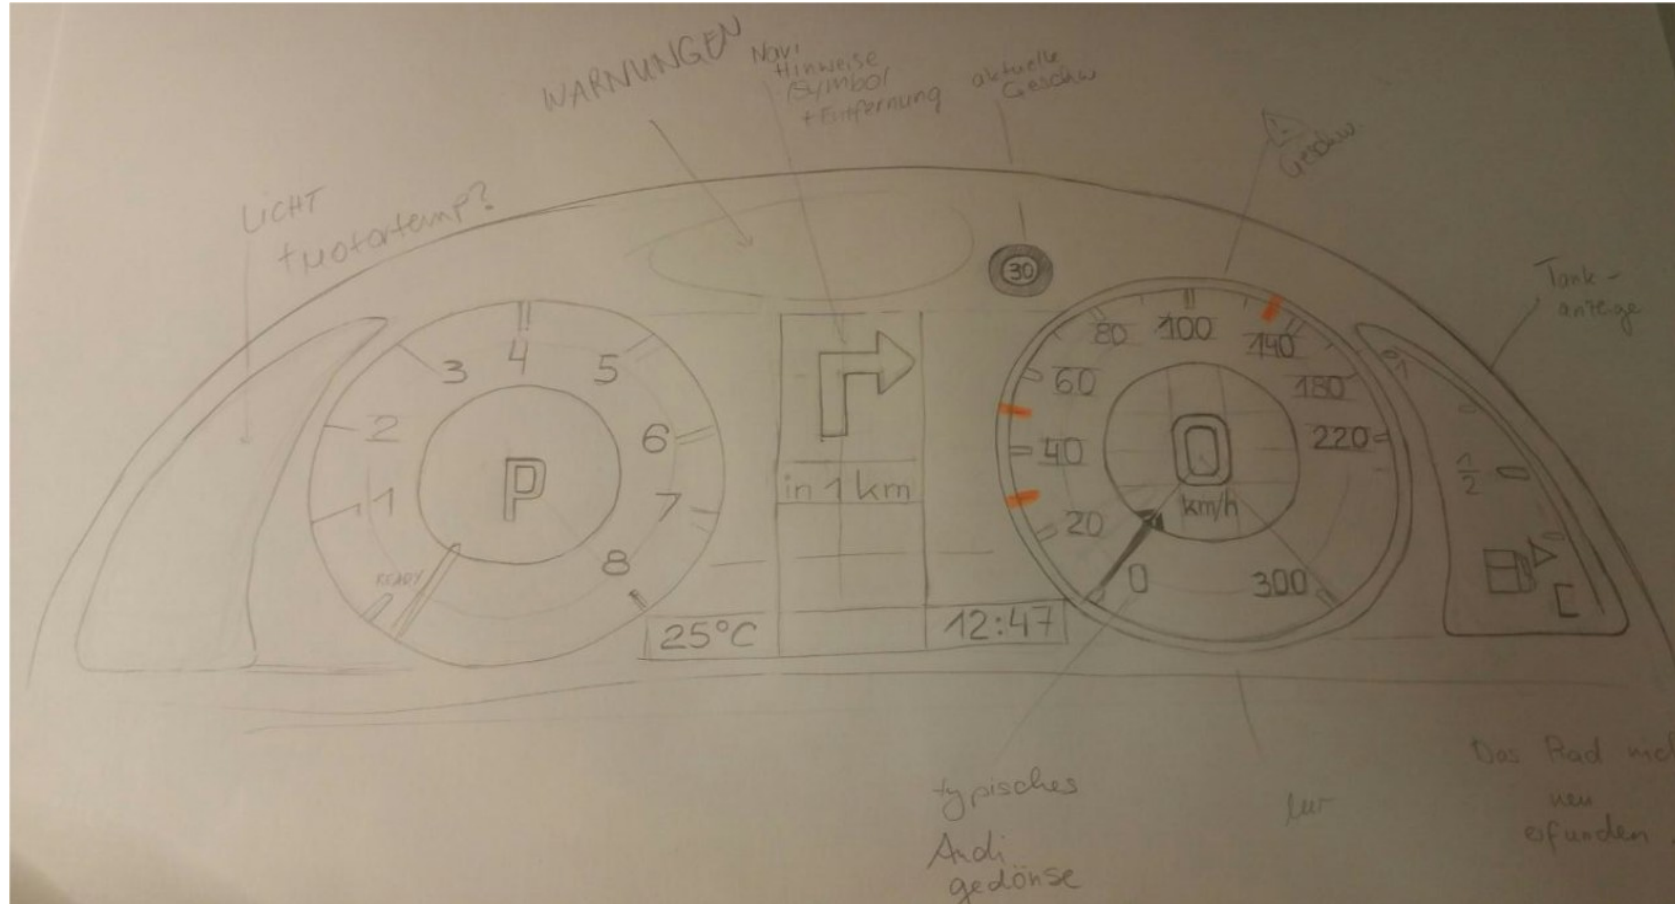 WARNUNGEN
Navi
Hinweise
Symbol
+ Entfernung
aktuelle
Geschw
Geschw.
LICHT
+Motortemp?
Tank-
anzeige
30
1
2
3
4
5
6
7
8
READY
P
in 1 km
25°C
12:47
0
20
40
60
80
100
140
180
220
300
0
km/h
1
1/2
typisches
Audi
gedönse
Das Rad
neu
erfunden